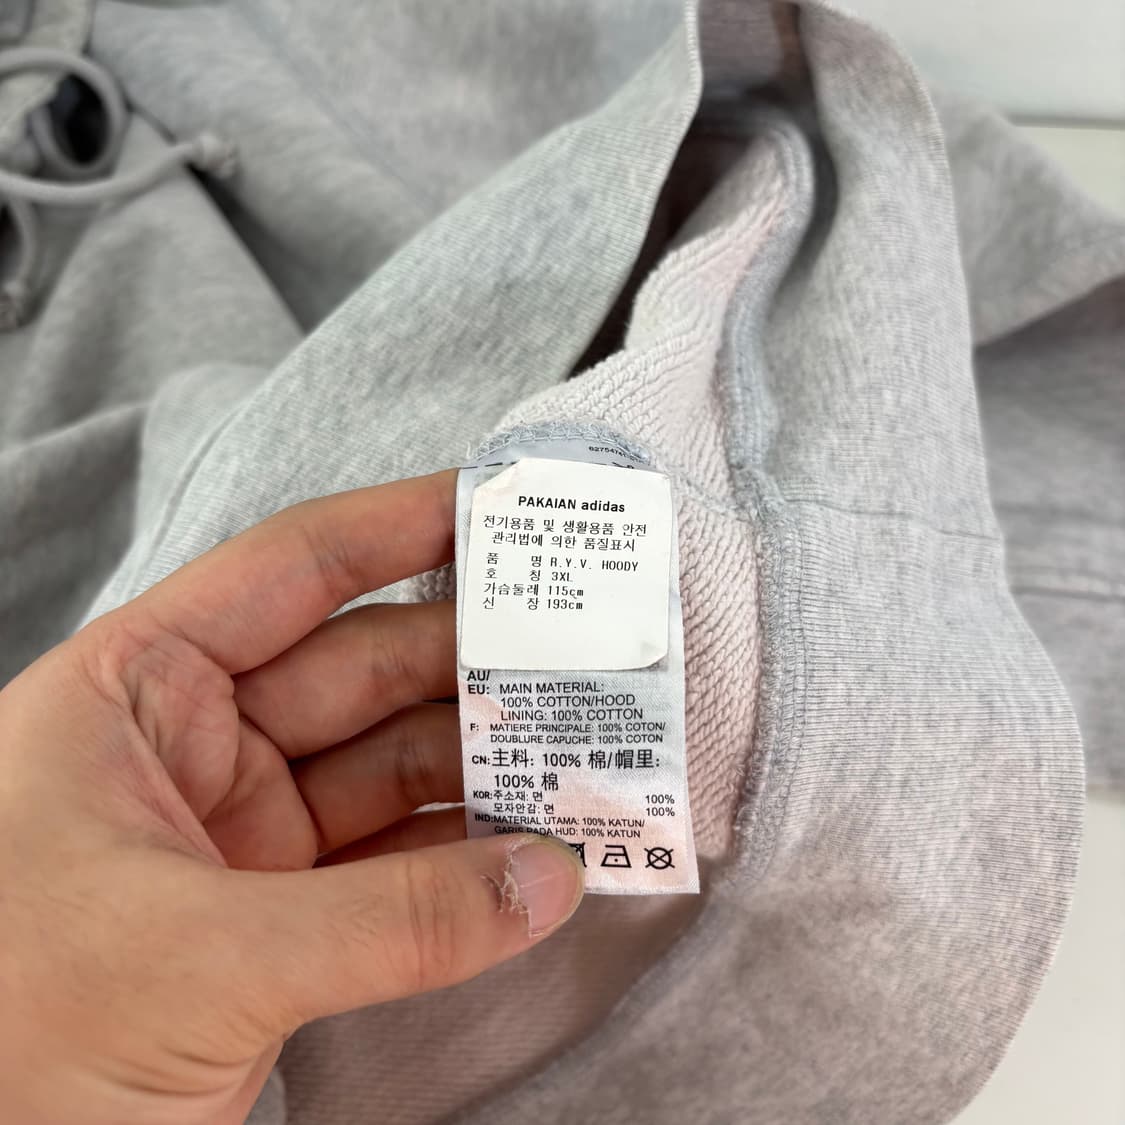 PAKAIAN adidas
전기용품 및 생활용품 안전
관리법에 의한 품질표시
품 명 R.Y.V. HOODY
호 칭 3XL
가슴둘레 115cm
신 장 193cm
AU/
EU: MAIN MATERIAL:
100% COTTON/HOOD
LINING: 100% COTTON
F: MATIERE PRINCIPALE: 100% COTON/
DOUBLURE CAPUCHE: 100% COTON
CN: 主料: 100% 棉/帽里:
100% 棉
KOR: 주소재: 면 100%
모자안감: 면 100%
IND: MATERIAL UTAMA: 100% KATUN/
GARIS PADA HUD: 100% KATUN